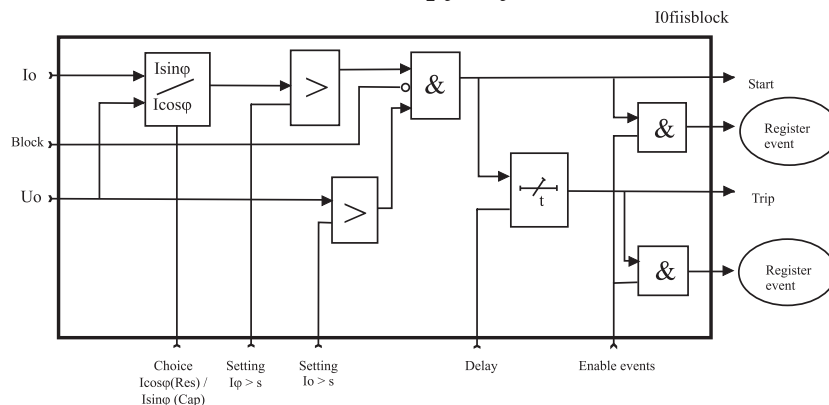 I0fiisblock
Io
Isinφ
Icosφ
>
&
Start
Block
&
Register
event
Uo
>
t
Trip
&
Register
event
Choice
Icosφ(Res) /
Isinφ (Cap)
Setting
Iφ > s
Setting
Io > s
Delay
Enable events